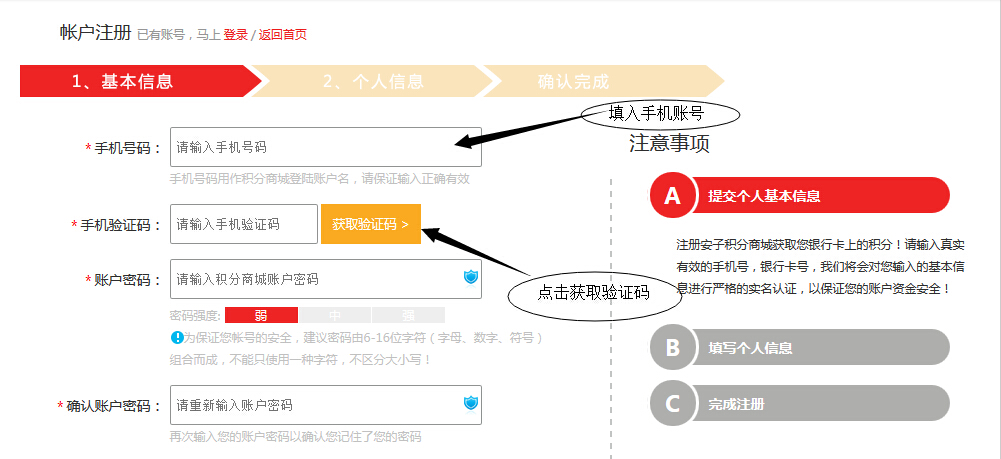 帐户注册 已有账号，马上 登录 / 返回首页
1、基本信息 2、个人信息 确认完成
填入手机账号
注意事项
* 手机号码： 请输入手机号码
手机号码用作积分商城登陆账户名，请保证输入正确有效
A 提交个人基本信息
* 手机验证码： 请输入手机验证码 获取验证码 >
注册安子积分商城获取您银行卡上的积分！请输入真实
有效的手机号，银行卡号，我们将会对您输入的基本信
息进行严格的实名认证，以保证您的账户资金安全！
* 账户密码： 请输入积分商城账户密码
点击获取验证码
密码强度: 弱 中 强
为保证您帐号的安全，建议密码由6-16位字符（字母、数字、符号）
组合而成，不能只使用一种字符，不区分大小写！
B 填写个人信息
* 确认账户密码： 请重新输入账户密码
C 完成注册
再次输入您的账户密码以确认您记住了您的密码